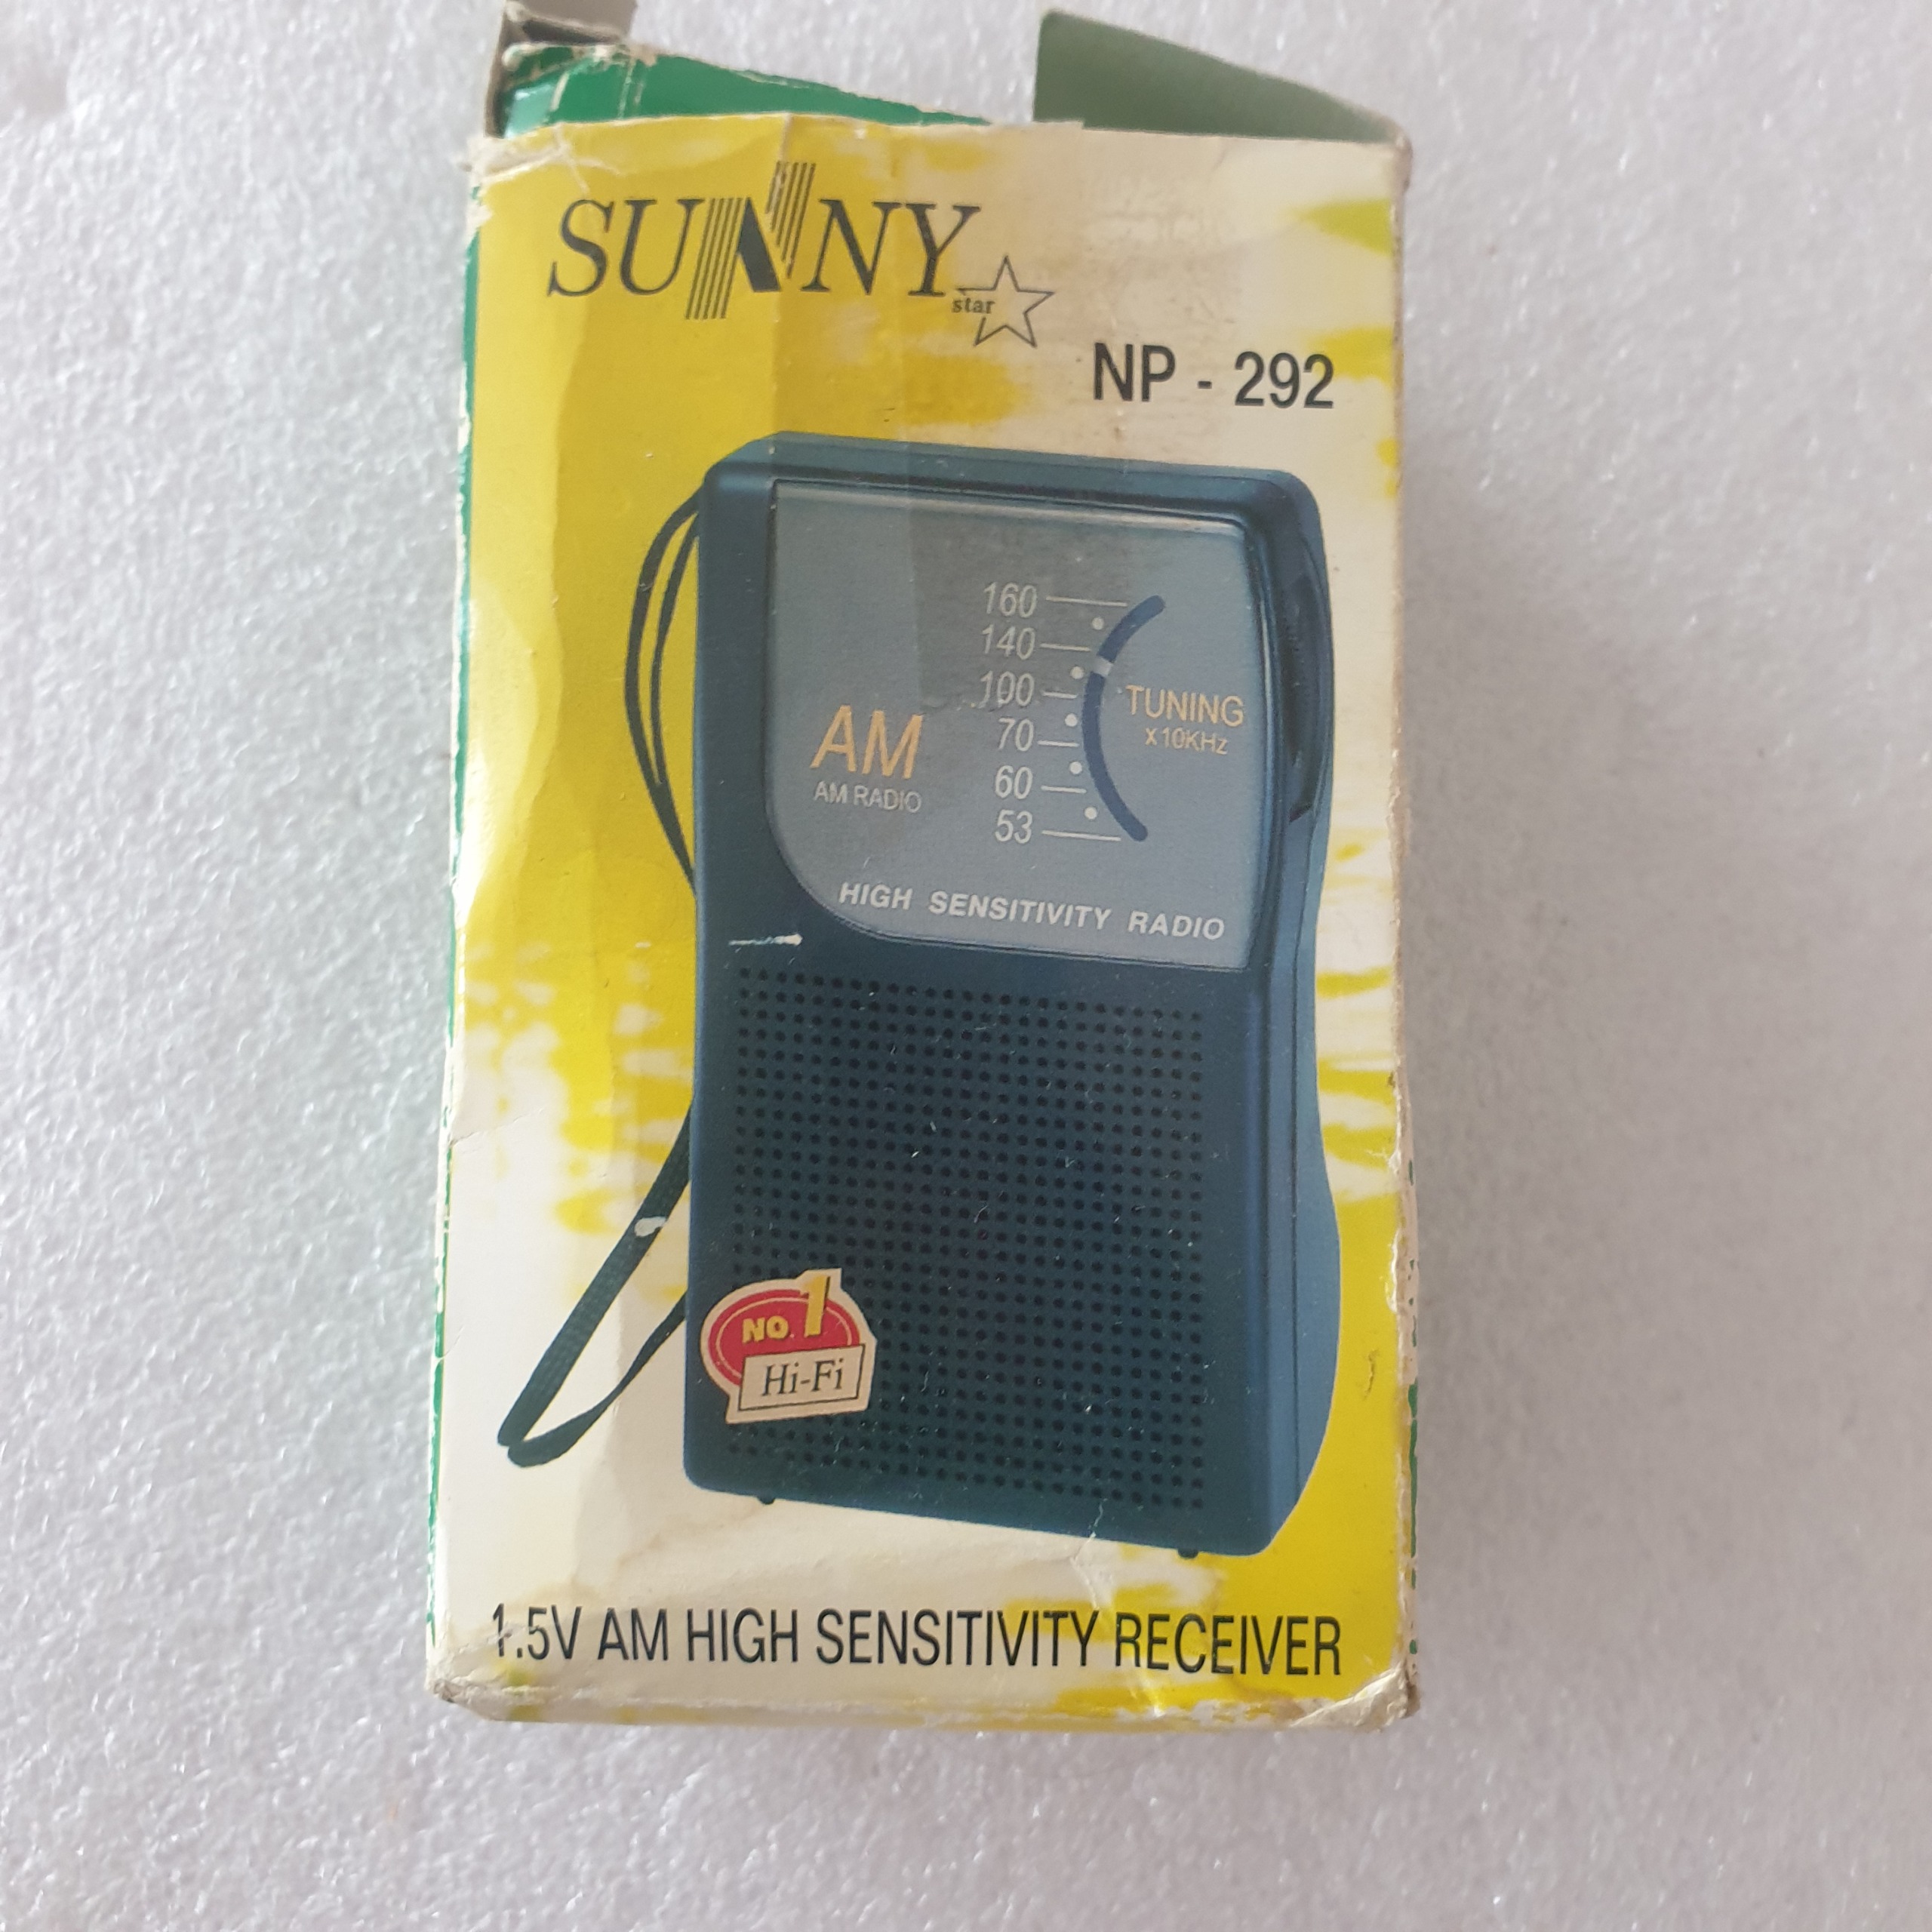 SUNNY
star
NP - 292
160
140
100
70
60
53
TUNING
X10KHz
AM
AM RADIO
HIGH SENSITIVITY RADIO
NO.1
Hi-Fi
1.5V AM HIGH SENSITIVITY RECEIVER